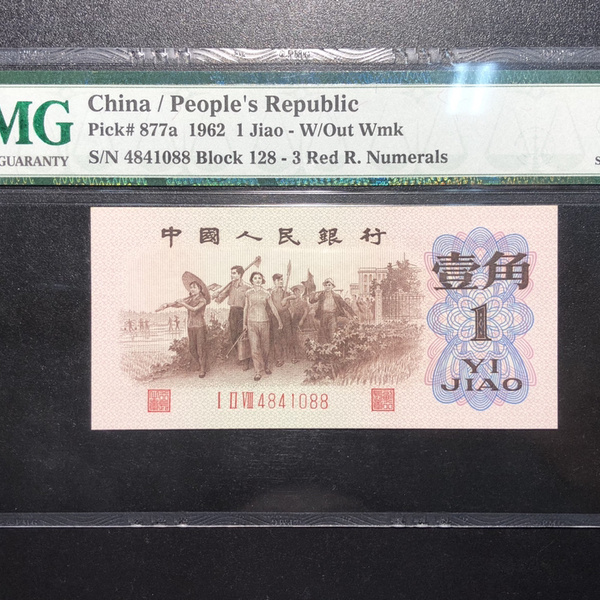 MG
GUARANTY
China / People's Republic
Pick# 877a 1962 1 Jiao - W/Out Wmk
S/N 4841088 Block 128 - 3 Red R. Numerals
S
中國人民銀行
壹角
1
YI
JIAO
I II VIII 4841088